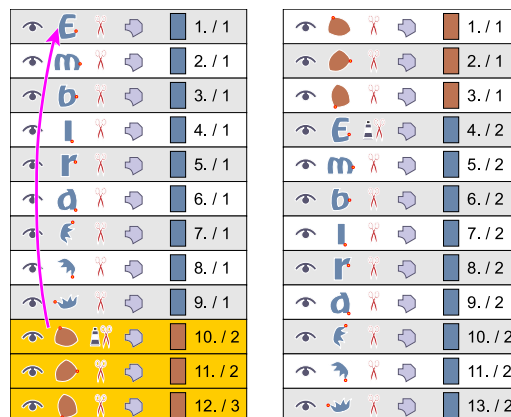 E 1. / 1
m 2. / 1
b 3. / 1
l 4. / 1
r 5. / 1
a 6. / 1
7. / 1
8. / 1
9. / 1
10. / 2
11. / 2
12. / 3
1. / 1
2. / 1
3. / 1
E 4. / 2
m 5. / 2
b 6. / 2
l 7. / 2
r 8. / 2
a 9. / 2
10. / 2
11. / 2
13. / 2